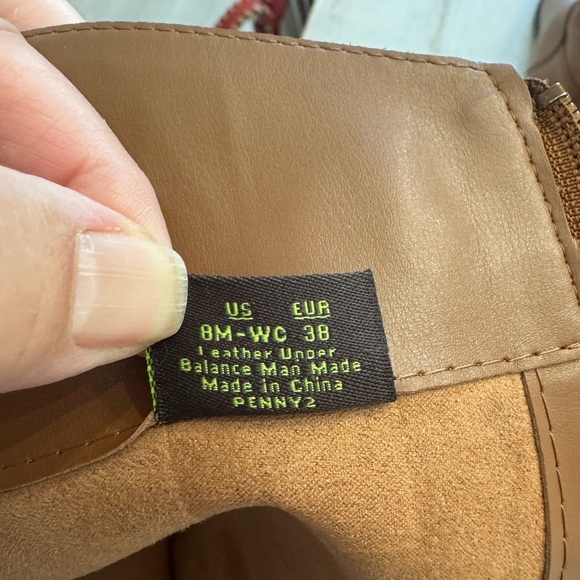 US EUR
8M-WC 38
Leather Under
Balance Man Made
Made in China
PENNY2